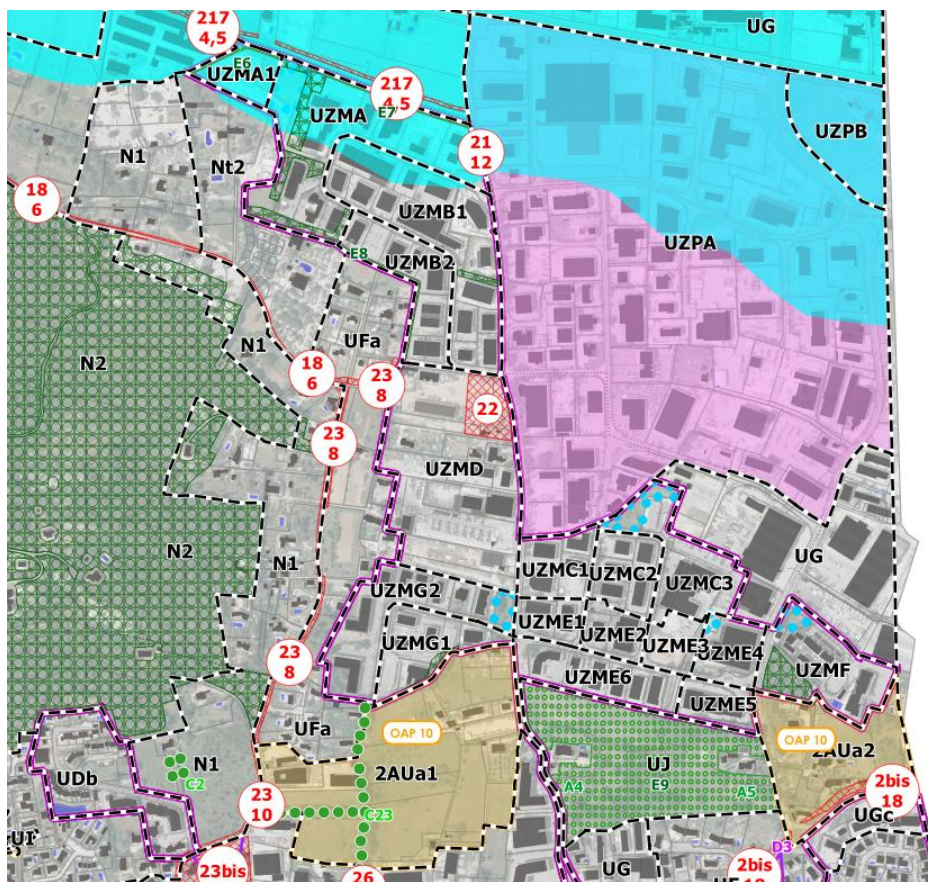 217
4,5
UG
E6
UZMA1
217
4,5
E7
UZMA
UZPB
21
12
N1
Nt2
18
6
UZMB1
UZPA
E8
UZMB2
N1
UFa
N2
18
6
23
8
22
23
8
UZMD
N2
UG
N1
UZMC1
UZMC2
UZMC3
UZMG2
UZME1
UZME2
UZME3
UZME4
UZMG1
UZMF
23
8
UZME6
UZME5
UFa
OAP 10
OAP 10
N1
UDb
2AUa1
UJ
2AUa2
C2
A4
E9
A5
2bis
18
23
10
C23
UGc
D3
23bis
26
UG
2bis